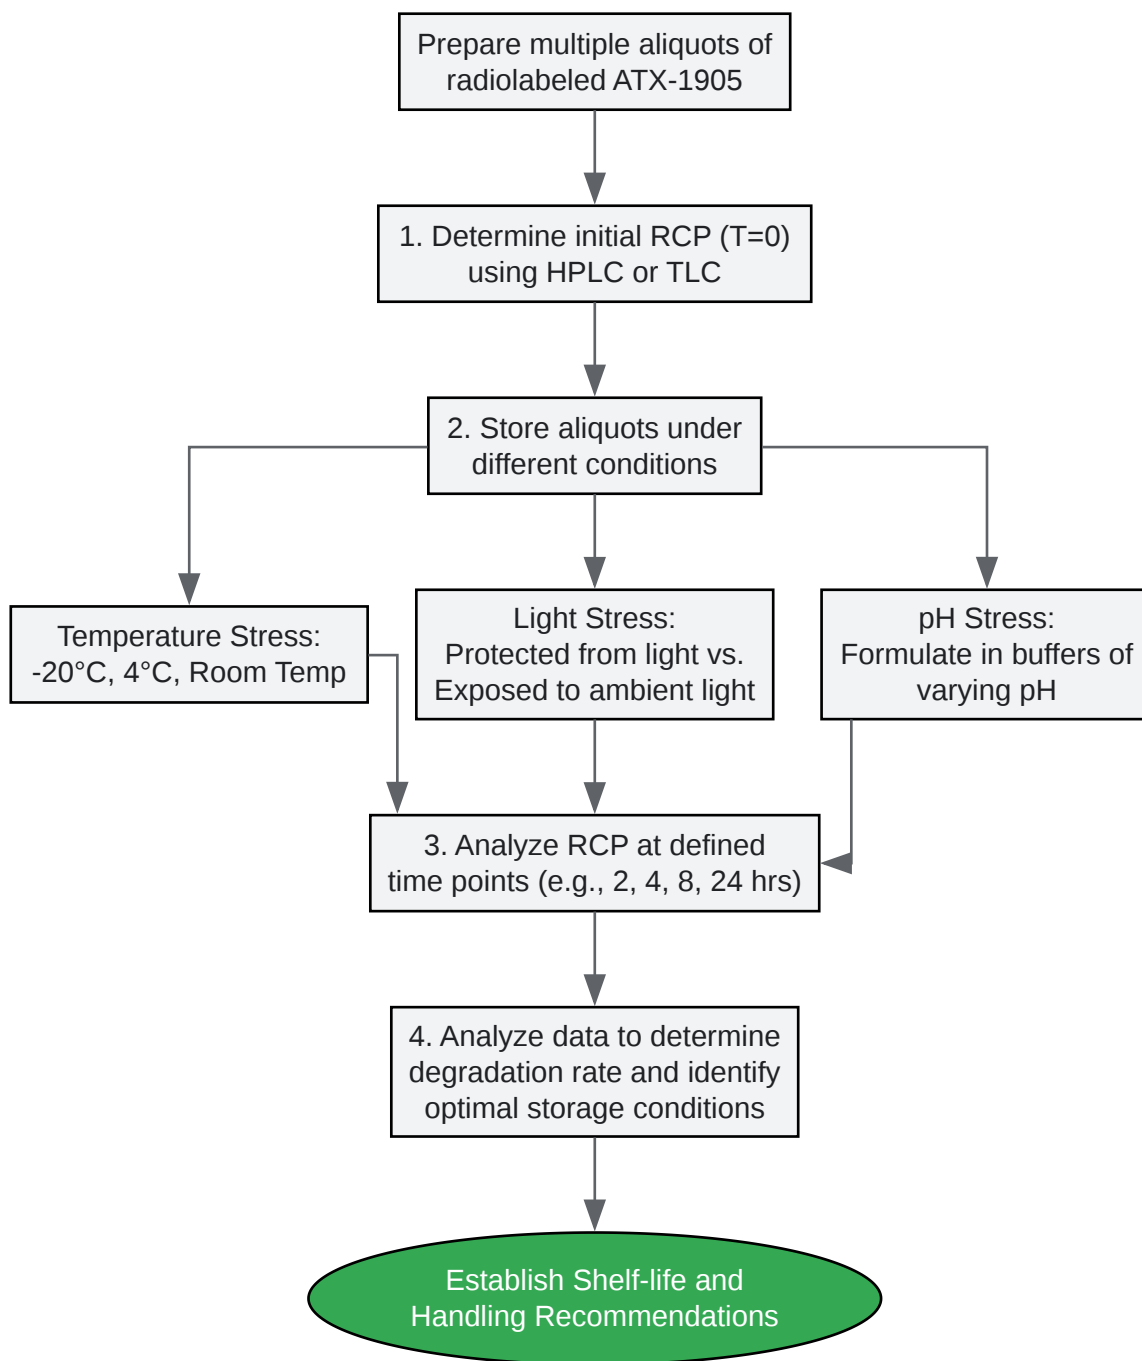 Prepare multiple aliquots of
radiolabeled ATX-1905
1. Determine initial RCP (T=0)
using HPLC or TLC
2. Store aliquots under
different conditions
Temperature Stress:
-20°C, 4°C, Room Temp
Light Stress:
Protected from light vs.
Exposed to ambient light
pH Stress:
Formulate in buffers of
varying pH
3. Analyze RCP at defined
time points (e.g., 2, 4, 8, 24 hrs)
4. Analyze data to determine
degradation rate and identify
optimal storage conditions
Establish Shelf-life and
Handling Recommendations